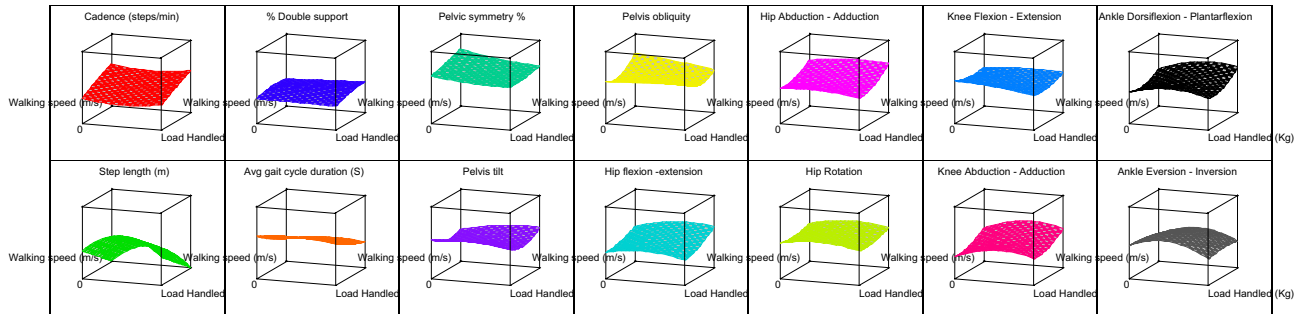 Cadence (steps/min)
% Double support
Pelvic symmetry %
Pelvis obliquity
Hip Abduction - Adduction
Knee Flexion - Extension
Ankle Dorsiflexion - Plantarflexion
Walking speed (m/s)
Walking speed (m/s)
Walking speed (m/s)
Walking speed (m/s)
Walking speed (m/s)
Walking speed (m/s)
Walking speed (m/s)
0
0
0
0
0
0
0
Load Handled
Load Handled
Load Handled
Load Handled
Load Handled
Load Handled
Load Handled (Kg)
Step length (m)
Avg gait cycle duration (S)
Pelvis tilt
Hip flexion -extension
Hip Rotation
Knee Abduction - Adduction
Ankle Eversion - Inversion
Walking speed (m/s)
Walking speed (m/s)
Walking speed (m/s)
Walking speed (m/s)
Walking speed (m/s)
Walking speed (m/s)
Walking speed (m/s)
0
0
0
0
0
0
0
Load Handled
Load Handled
Load Handled
Load Handled
Load Handled
Load Handled
Load Handled (Kg)